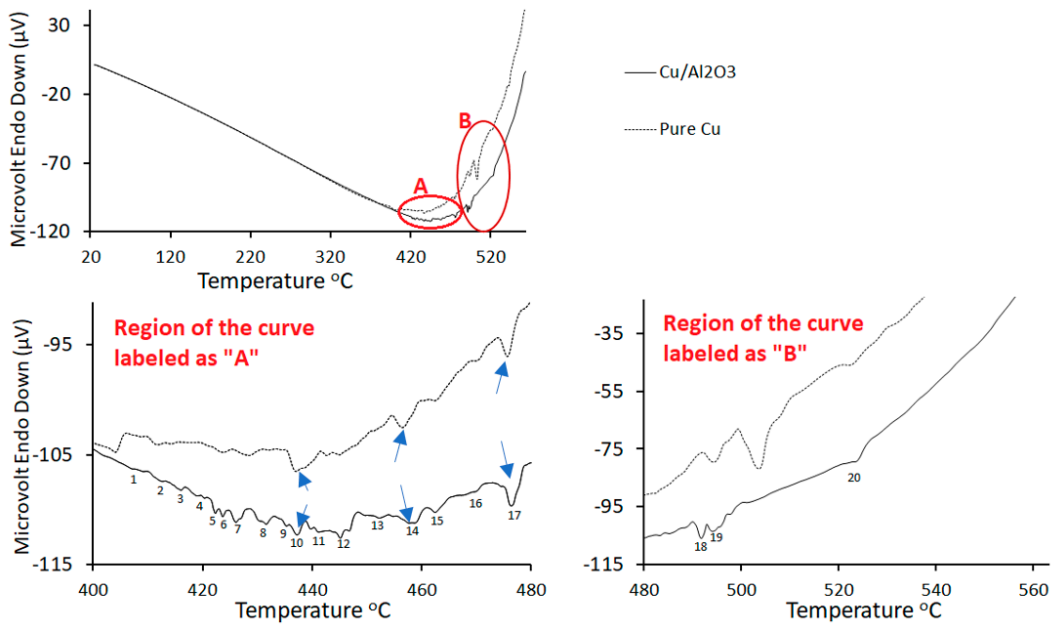 30
-20
-70
-120
Microvolt Endo Down (µV)
20 120 220 320 420 520
Temperature °C
A
B
Cu/Al2O3
Pure Cu
Region of the curve
labeled as "A"
-95
-105
-115
Microvolt Endo Down (µV)
1 2 3 4 5 6 7 8 9 10 11 12 13 14 15 16 17
400 420 440 460 480
Temperature °C
Region of the curve
labeled as "B"
-35
-55
-75
-95
-115
18 19 20
480 500 520 540 560
Temperature °C